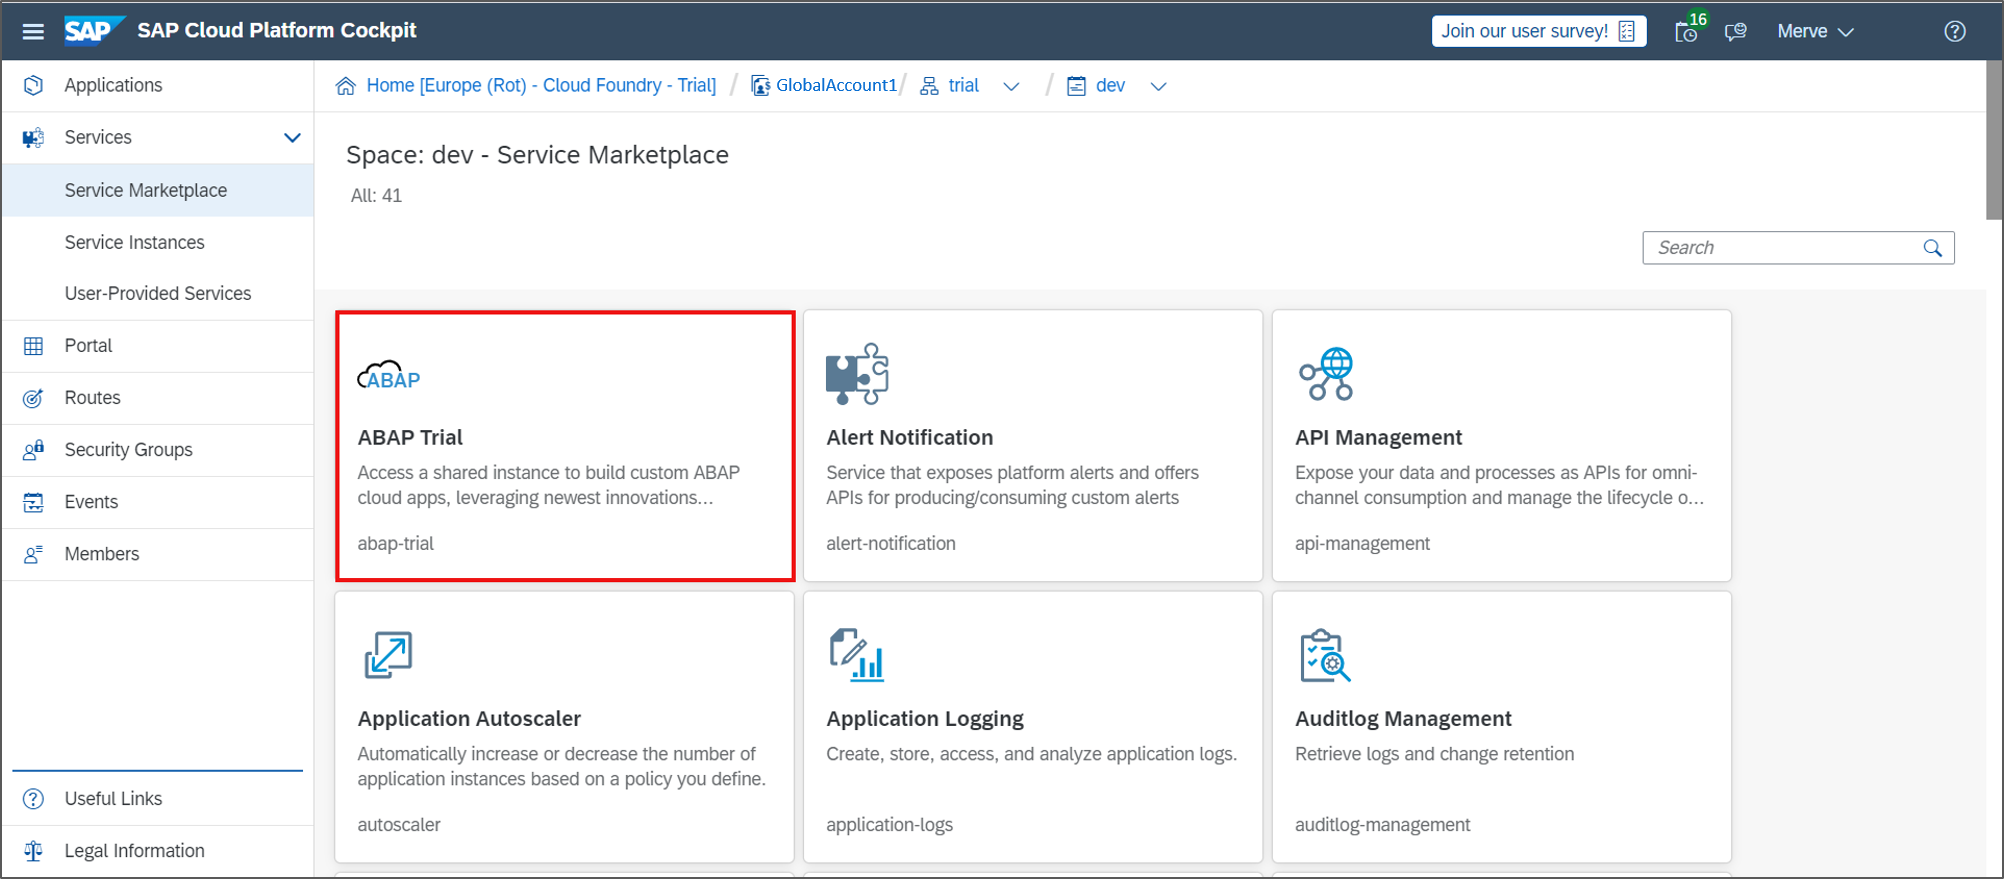 SAP SAP Cloud Platform Cockpit
Join our user survey!
16
Merve
Applications
Services
Service Marketplace
Service Instances
User-Provided Services
Portal
Routes
Security Groups
Events
Members
Useful Links
Legal Information
Home [Europe (Rot) - Cloud Foundry - Trial] / GlobalAccount1 / trial / dev
Space: dev - Service Marketplace
All: 41
Search
ABAP
ABAP Trial
Access a shared instance to build custom ABAP
cloud apps, leveraging newest innovations...
abap-trial
Alert Notification
Service that exposes platform alerts and offers
APIs for producing/consuming custom alerts
alert-notification
API Management
Expose your data and processes as APIs for omni-
channel consumption and manage the lifecycle o...
api-management
Application Autoscaler
Automatically increase or decrease the number of
application instances based on a policy you define.
autoscaler
Application Logging
Create, store, access, and analyze application logs.
application-logs
Auditlog Management
Retrieve logs and change retention
auditlog-management